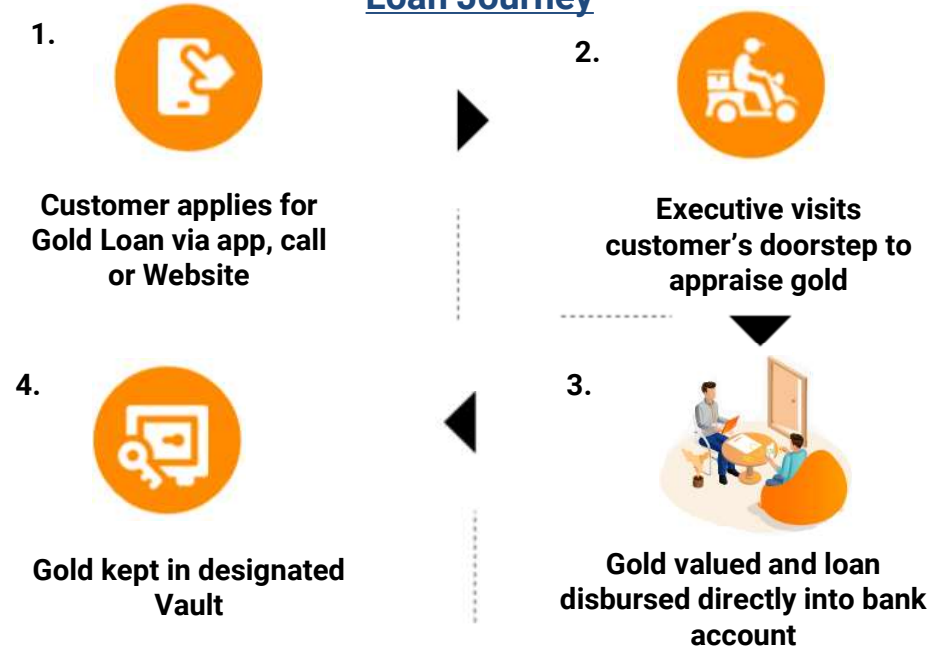 Loan Journey
1.
Customer applies for
Gold Loan via app, call
or Website
2.
Executive visits
customer’s doorstep to
appraise gold
3.
Gold valued and loan
disbursed directly into bank
account
4.
Gold kept in designated
Vault